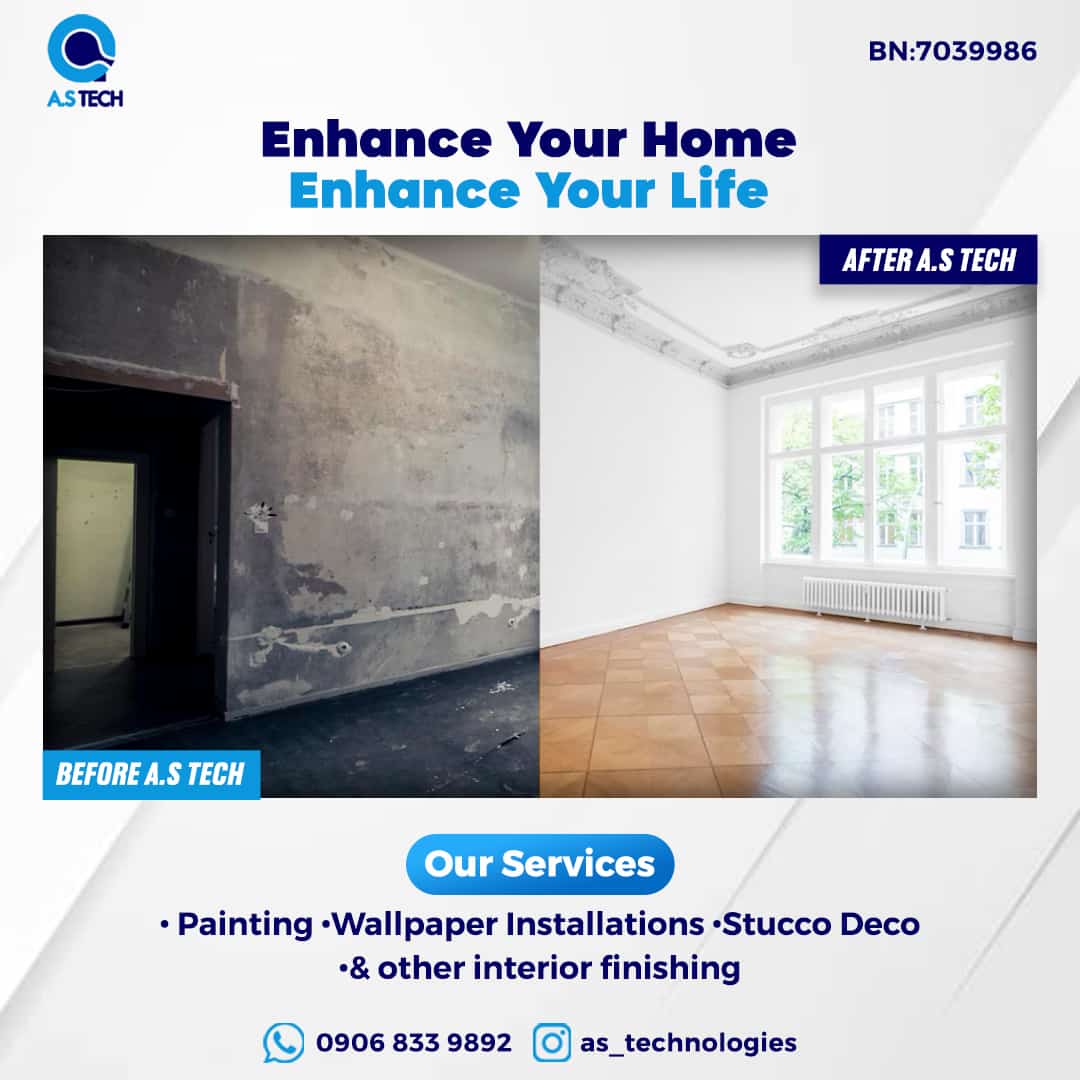 A.S TECH
BN:7039986
Enhance Your Home
Enhance Your Life
AFTER A.S TECH
BEFORE A.S TECH
Our Services
• Painting •Wallpaper Installations •Stucco Deco
•& other interior finishing
0906 833 9892 as_technologies